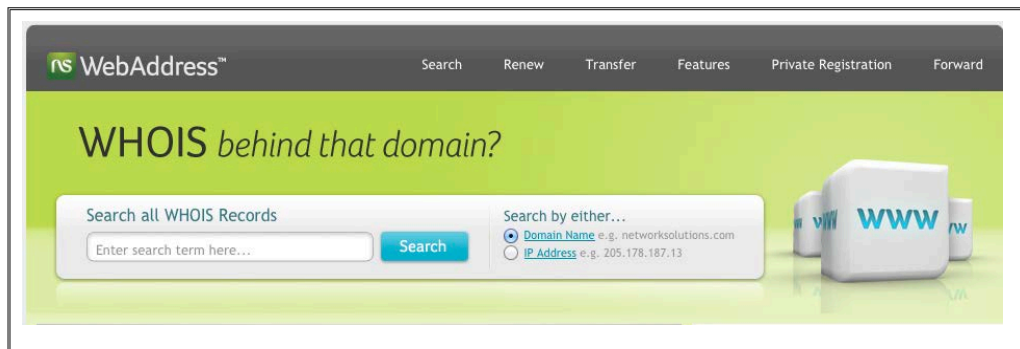 ns WebAddress™
Search Renew Transfer Features Private Registration Forward
WHOIS behind that domain?
Search all WHOIS Records
Enter search term here...
Search
Search by either...
Domain Name e.g. networksolutions.com
IP Address e.g. 205.178.187.13
www